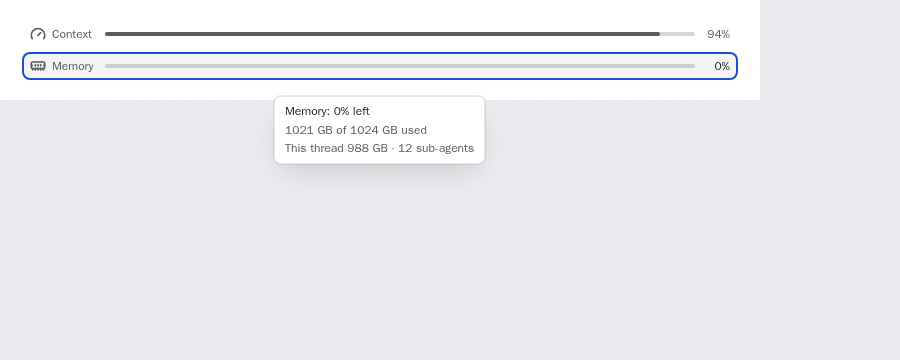 Context 94%
Memory 0%
Memory: 0% left
1021 GB of 1024 GB used
This thread 988 GB · 12 sub-agents